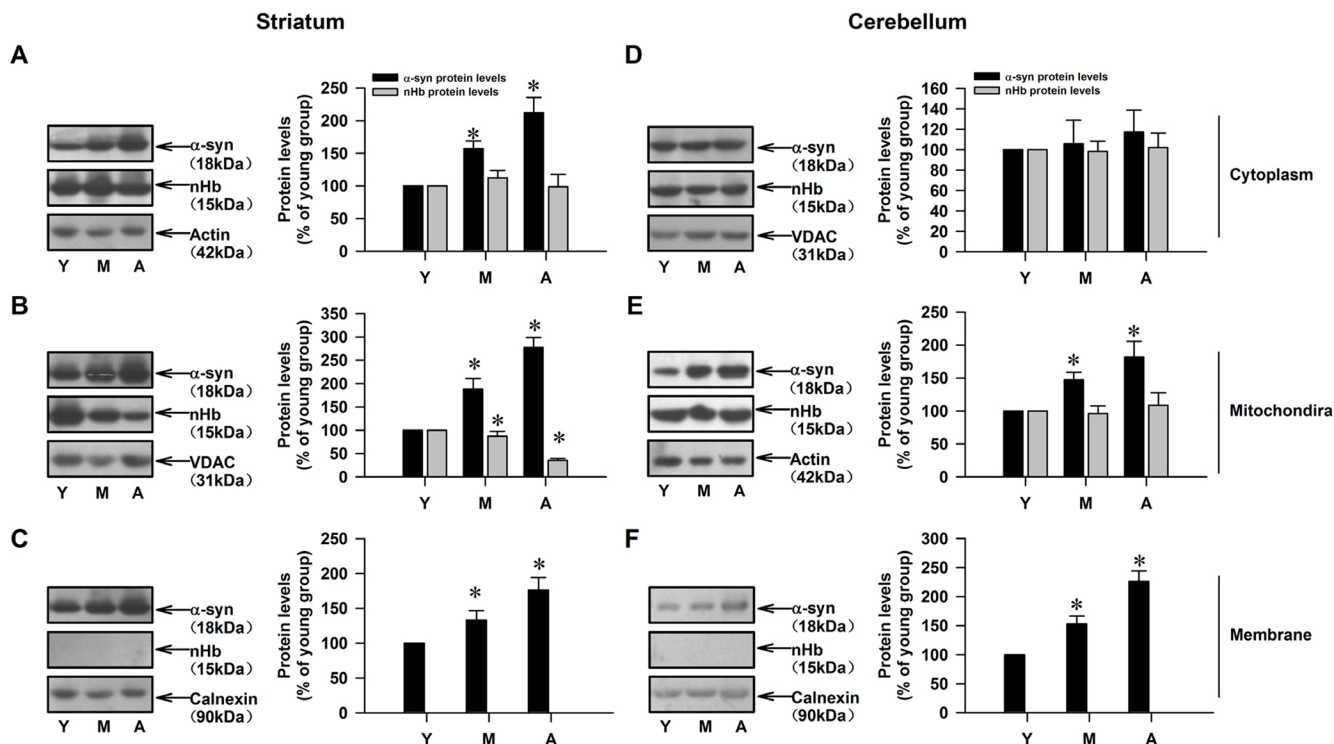 Striatum
Cerebellum
A
α-syn
(18kDa)
nHb
(15kDa)
Actin
(42kDa)
Y M A
Protein levels
(% of young group)
250
200
150
100
50
0
α-syn protein levels
nHb protein levels
* *
Y M A
D
α-syn
(18kDa)
nHb
(15kDa)
VDAC
(31kDa)
Y M A
Protein levels
(% of young group)
160
140
120
100
80
60
40
20
0
α-syn protein levels
nHb protein levels
Y M A
Cytoplasm
B
α-syn
(18kDa)
nHb
(15kDa)
VDAC
(31kDa)
Y M A
Protein levels
(% of young group)
350
300
250
200
150
100
50
0
* * * *
Y M A
E
α-syn
(18kDa)
nHb
(15kDa)
Actin
(42kDa)
Y M A
Protein levels
(% of young group)
250
200
150
100
50
0
* *
Y M A
Mitochondira
C
α-syn
(18kDa)
nHb
(15kDa)
Calnexin
(90kDa)
Y M A
Protein levels
(% of young group)
250
200
150
100
50
0
* *
Y M A
F
α-syn
(18kDa)
nHb
(15kDa)
Calnexin
(90kDa)
Y M A
Protein levels
(% of young group)
300
250
200
150
100
50
0
* *
Y M A
Membrane